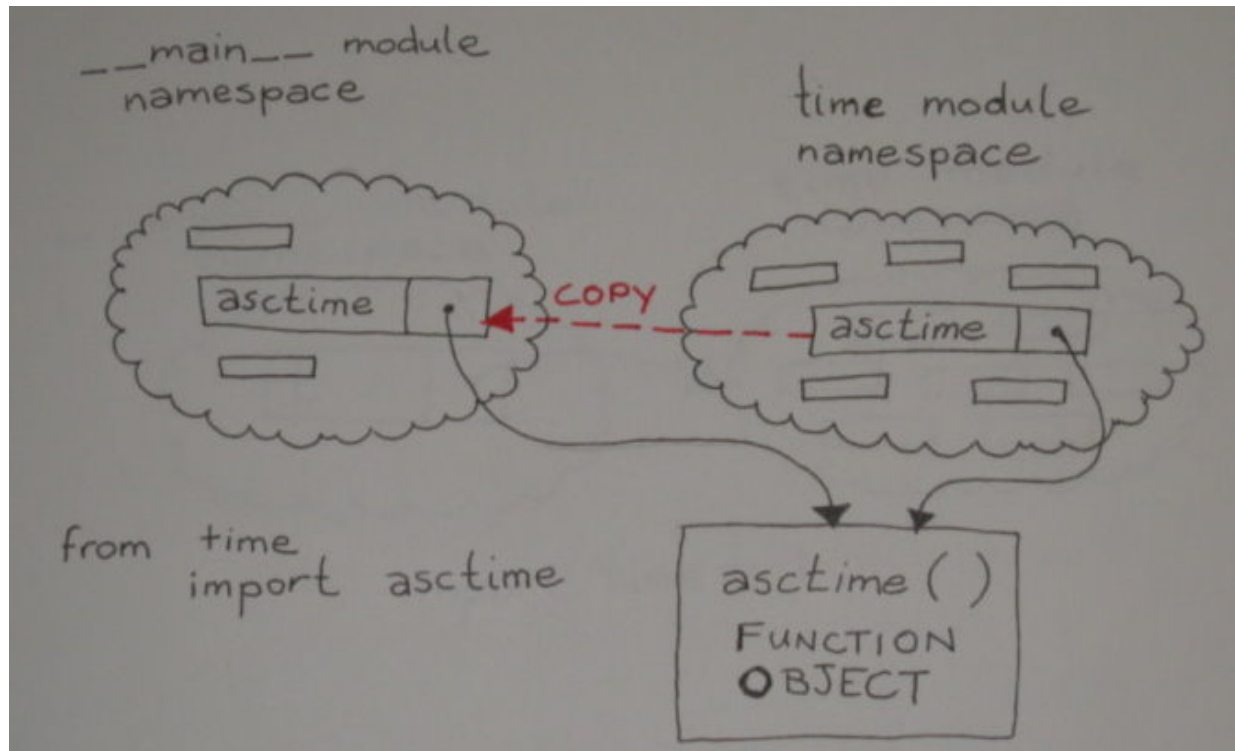 __main__ module
namespace
time module
namespace
asctime
COPY
asctime
from time
import asctime
asctime ( )
FUNCTION
OBJECT